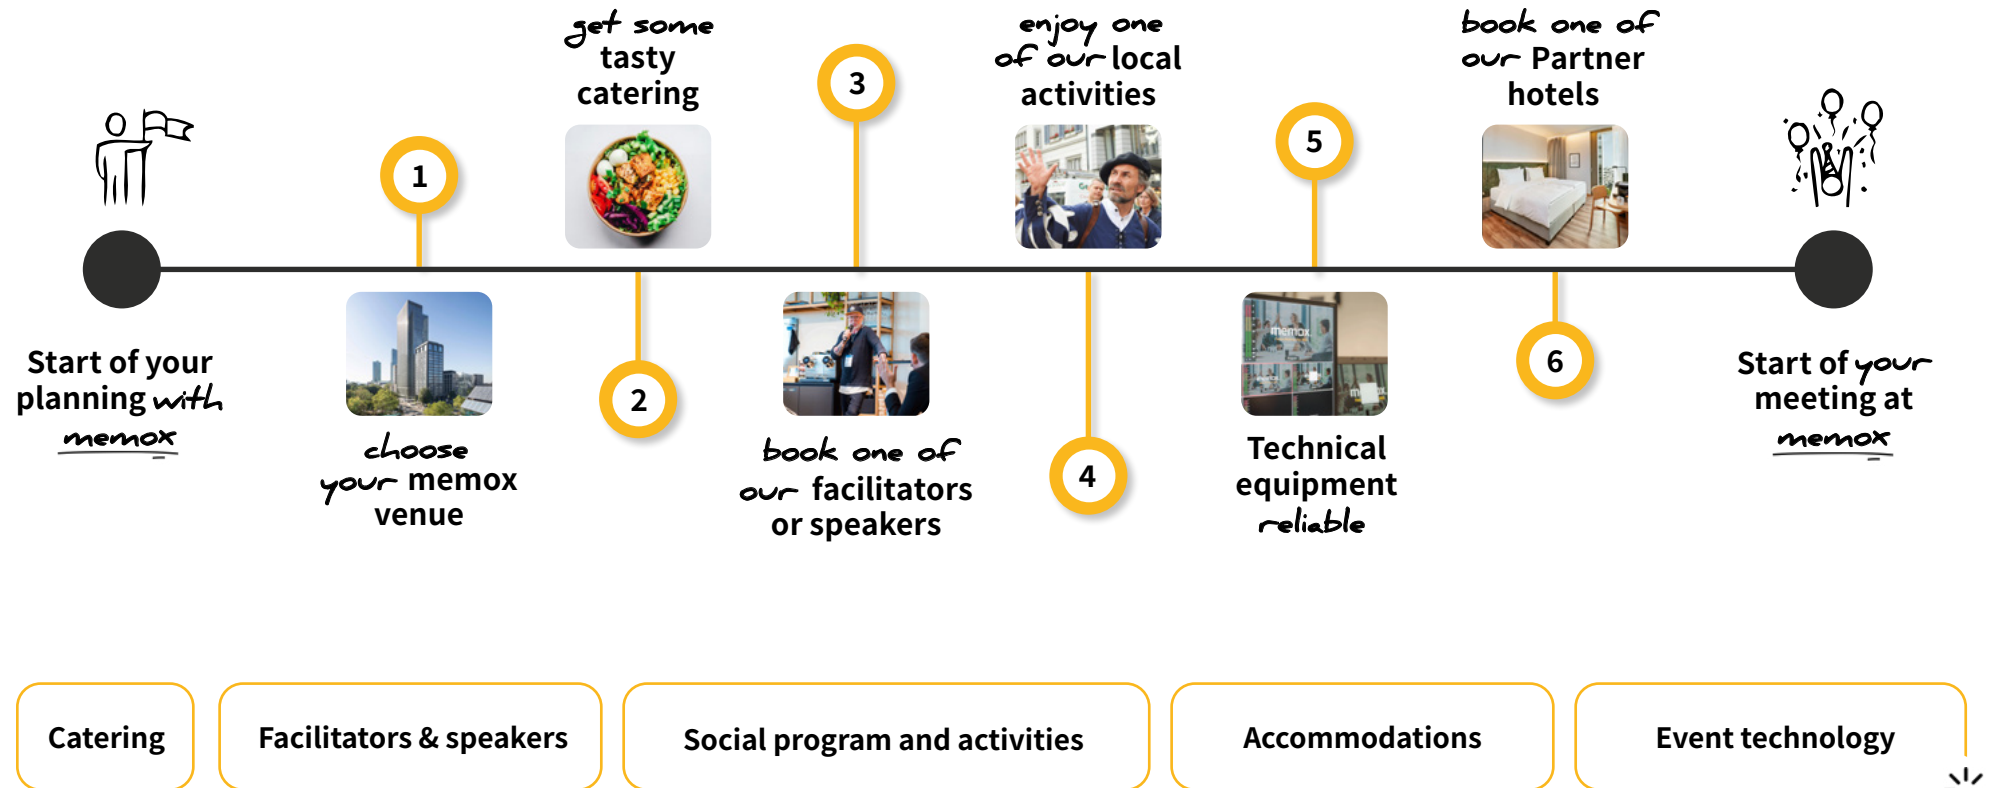 Start of your
planning with
memox
1
choose
your memox
venue
get some
tasty
catering
2
3
book one of
our facilitators
or speakers
enjoy one
of our local
activities
4
5
memox.
Technical
equipment
reliable
book one of
our Partner
hotels
6
Start of your
meeting at
memox
Catering
Facilitators & speakers
Social program and activities
Accommodations
Event technology